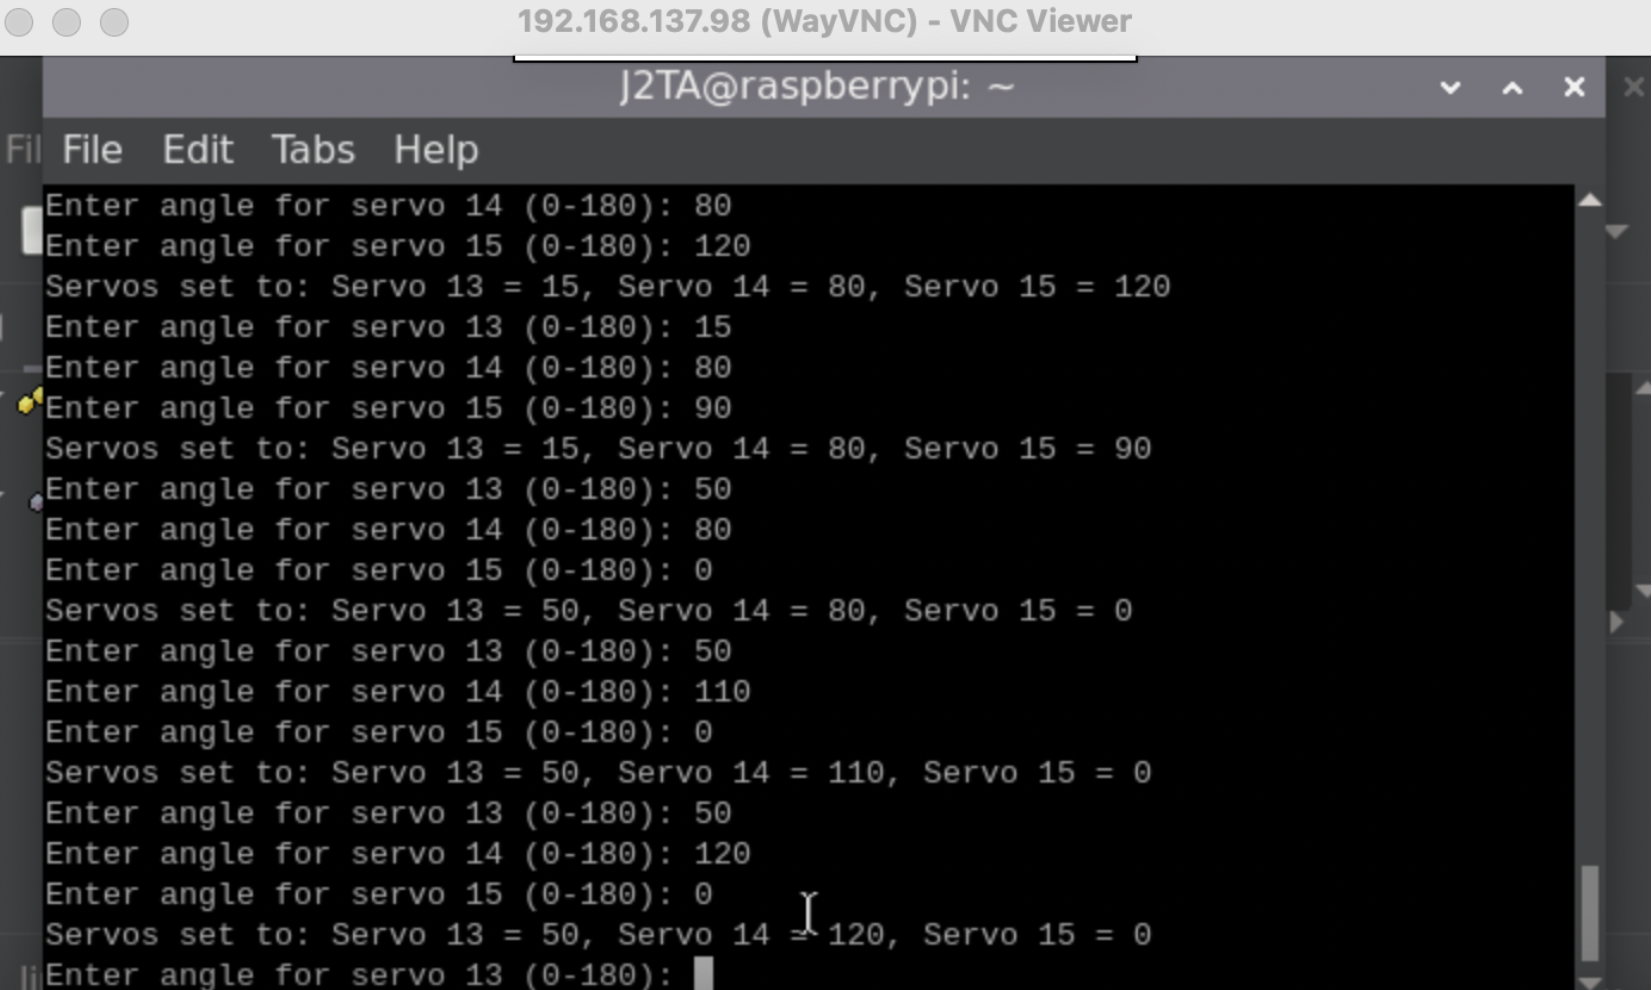 192.168.137.98 (WayVNC) - VNC Viewer
J2TA@raspberrypi: ~
File Edit Tabs Help
Enter angle for servo 14 (0-180): 80
Enter angle for servo 15 (0-180): 120
Servos set to: Servo 13 = 15, Servo 14 = 80, Servo 15 = 120
Enter angle for servo 13 (0-180): 15
Enter angle for servo 14 (0-180): 80
Enter angle for servo 15 (0-180): 90
Servos set to: Servo 13 = 15, Servo 14 = 80, Servo 15 = 90
Enter angle for servo 13 (0-180): 50
Enter angle for servo 14 (0-180): 80
Enter angle for servo 15 (0-180): 0
Servos set to: Servo 13 = 50, Servo 14 = 80, Servo 15 = 0
Enter angle for servo 13 (0-180): 50
Enter angle for servo 14 (0-180): 110
Enter angle for servo 15 (0-180): 0
Servos set to: Servo 13 = 50, Servo 14 = 110, Servo 15 = 0
Enter angle for servo 13 (0-180): 50
Enter angle for servo 14 (0-180): 120
Enter angle for servo 15 (0-180): 0
Servos set to: Servo 13 = 50, Servo 14 = 120, Servo 15 = 0
Enter angle for servo 13 (0-180):